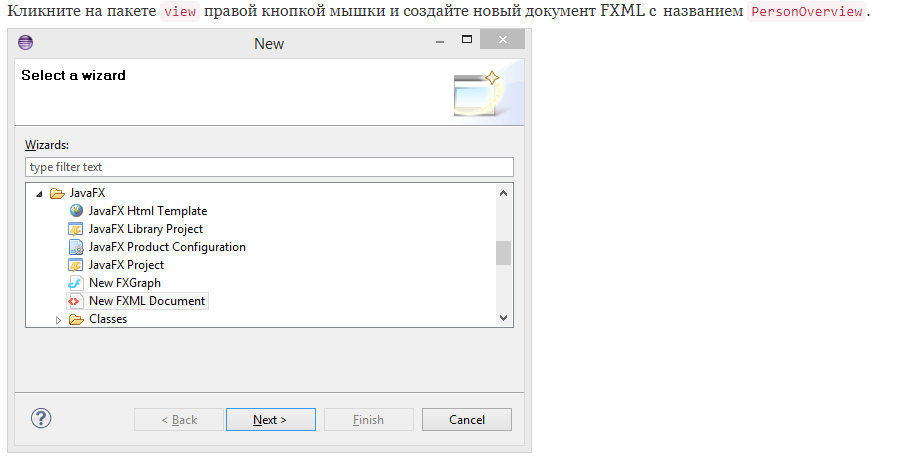 Кликните на пакете view правой кнопкой мышки и создайте новый документ FXML с названием PersonOverview.
New
Select a wizard
Wizards:
type filter text
JavaFX
JavaFX Html Template
JavaFX Library Project
JavaFX Product Configuration
JavaFX Project
New FXGraph
New FXML Document
Classes
? < Back Next > Finish Cancel